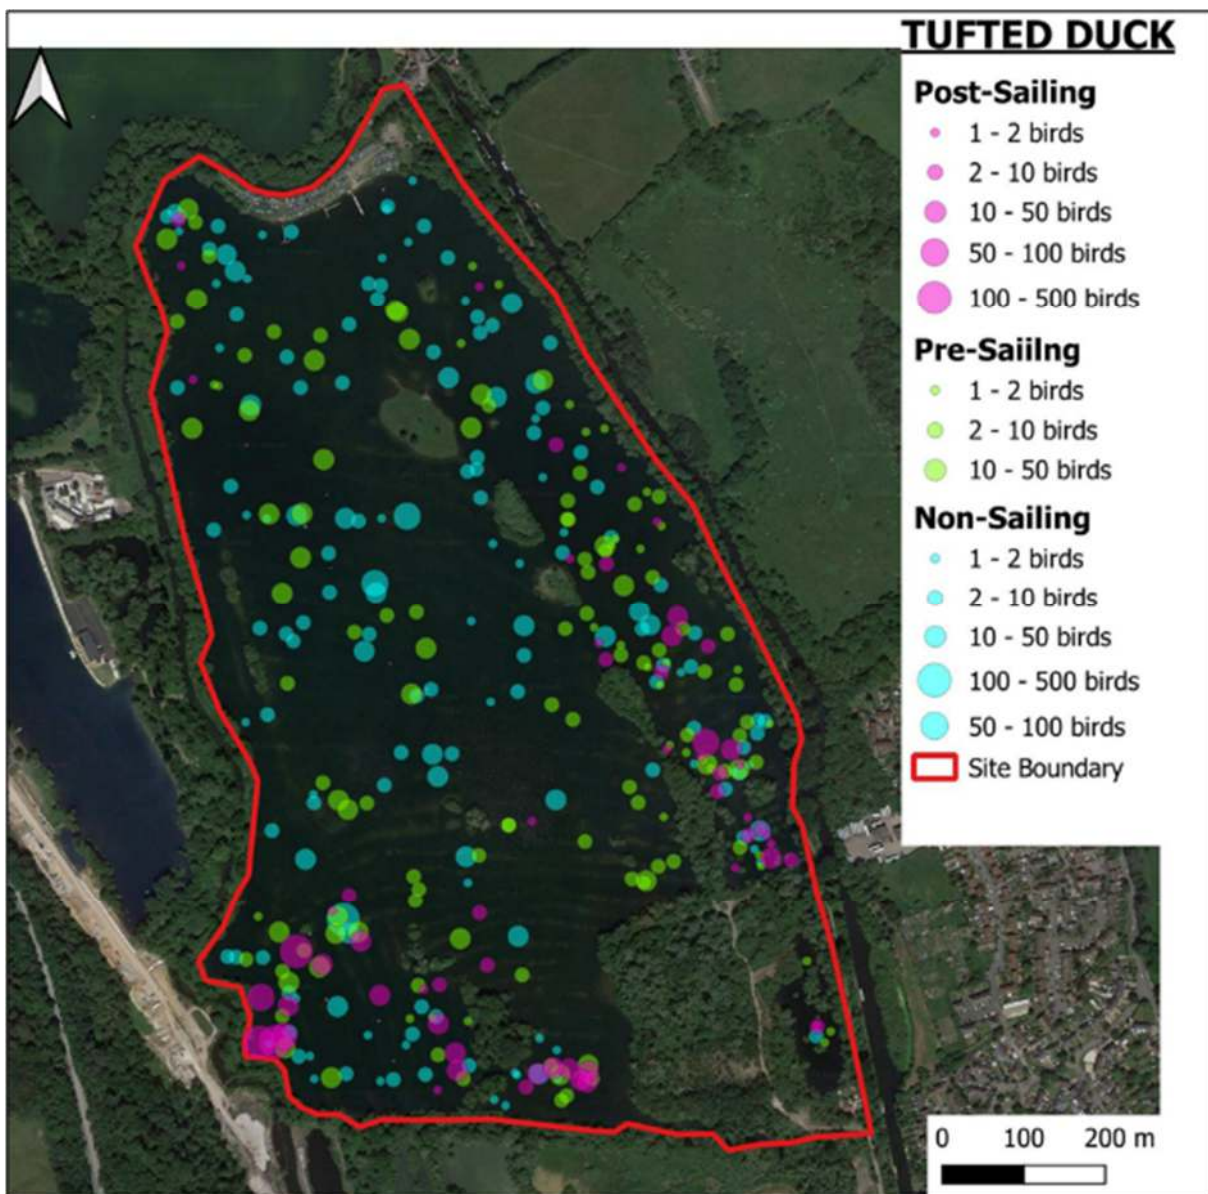 TUFTED DUCK
Post-Sailing
1 - 2 birds
2 - 10 birds
10 - 50 birds
50 - 100 birds
100 - 500 birds
Pre-Saiilng
1 - 2 birds
2 - 10 birds
10 - 50 birds
Non-Sailing
1 - 2 birds
2 - 10 birds
10 - 50 birds
100 - 500 birds
50 - 100 birds
Site Boundary
0 100 200 m